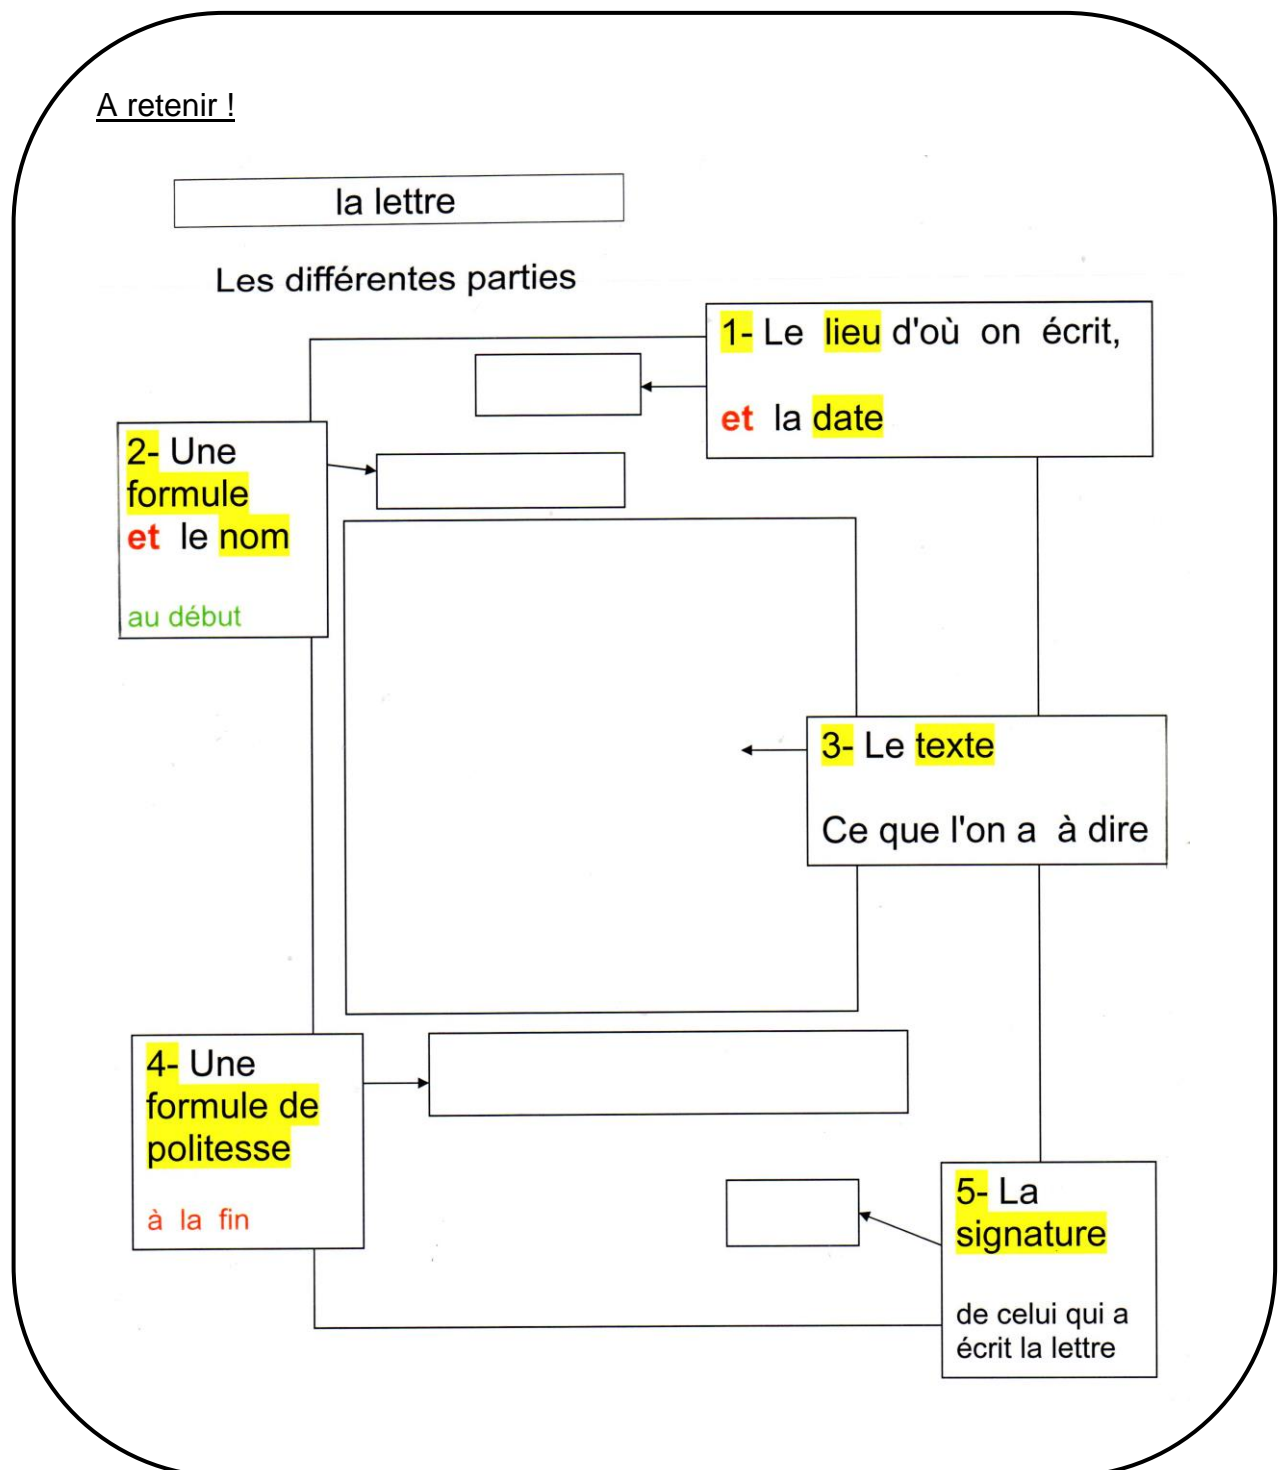 A retenir !
la lettre
Les différentes parties
1- Le lieu d'où on écrit,
et la date
2- Une
formule
et le nom
au début
3- Le texte
Ce que l'on a à dire
4- Une
formule de
politesse
à la fin
5- La
signature
de celui qui a
écrit la lettre